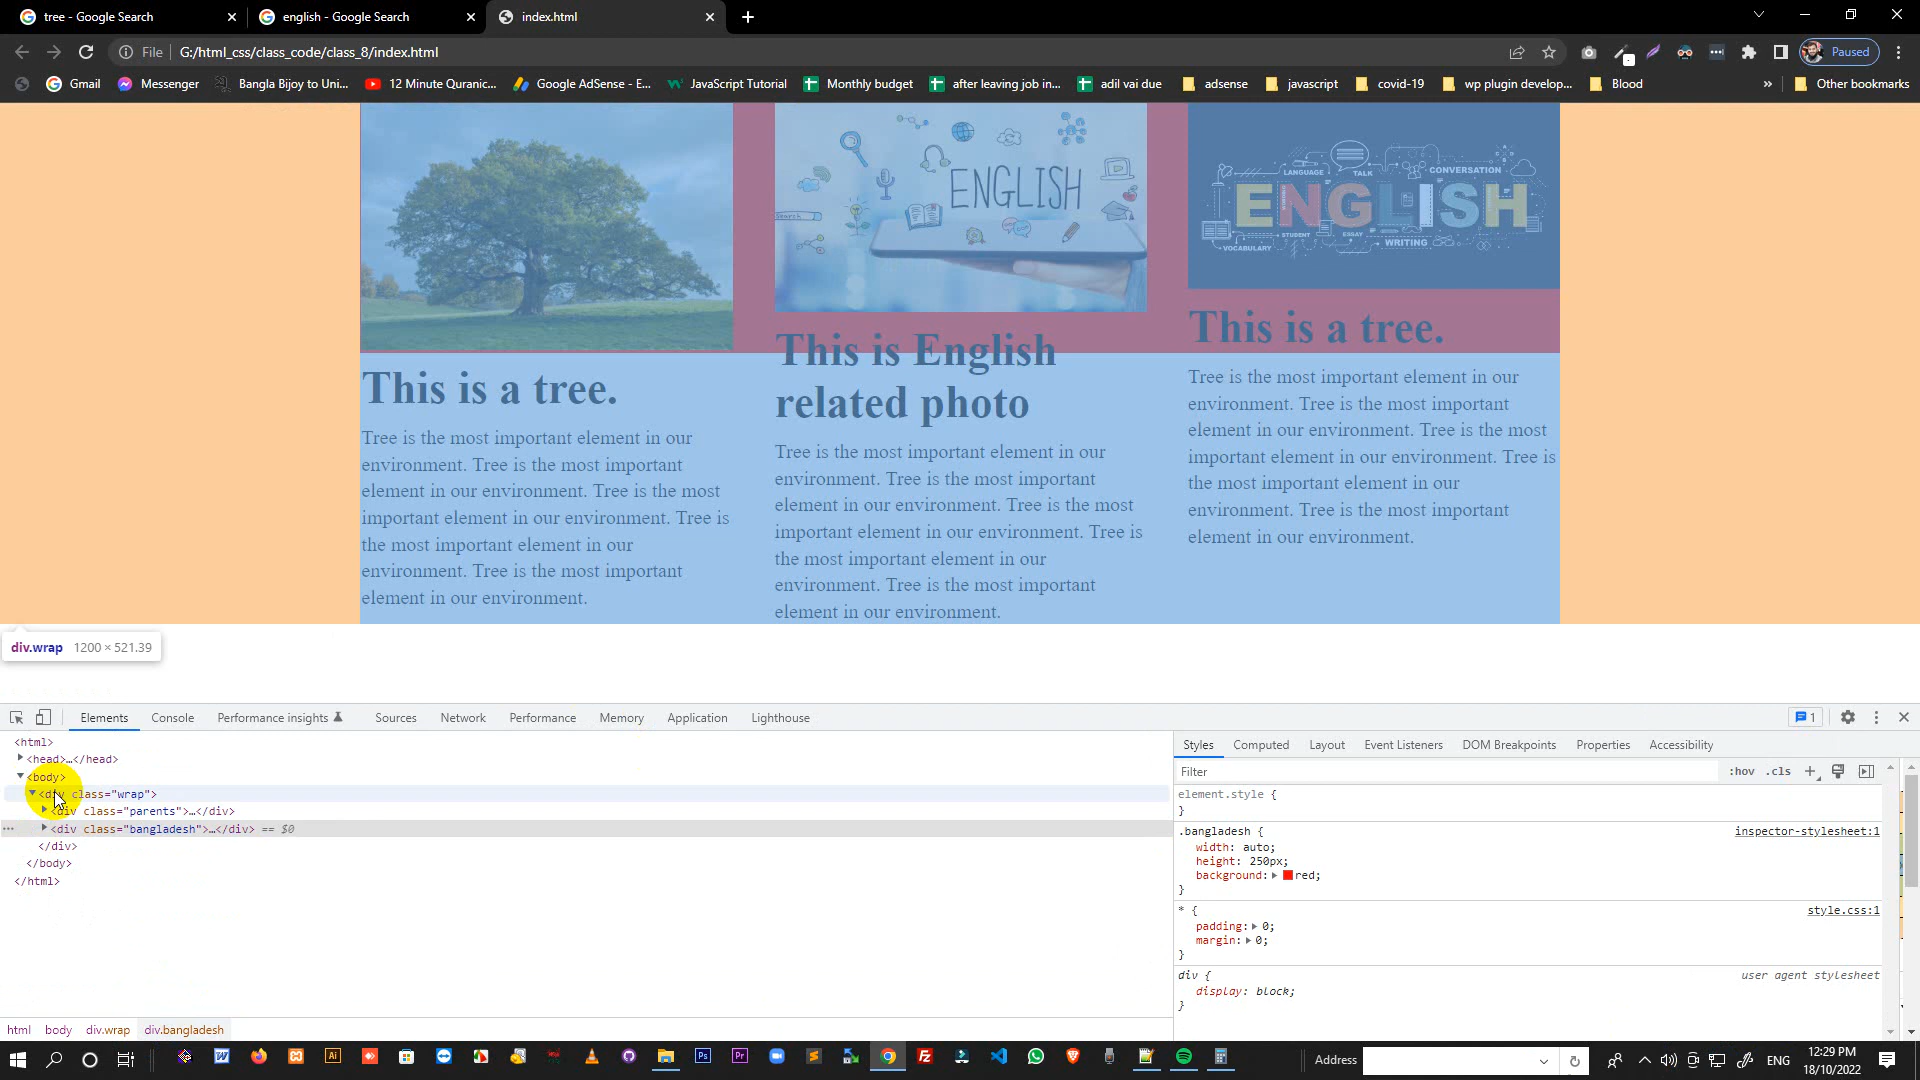 tree - Google Search
english - Google Search
index.html
File
G:/html_css/class_code/class_8/index.html
Paused
Gmail
Messenger
Bangla Bijoy to Uni...
12 Minute Quranic...
Google AdSense - E...
JavaScript Tutorial
Monthly budget
after leaving job in...
adil vai due
adsense
javascript
covid-19
wp plugin develop...
Blood
»
Other bookmarks
Search
ENGLISH
LANGUAGE
TALK
CONVERSATION
ENGLISH
VOCABULARY
STUDENT
ESSAY
WRITING
This is a tree.
Tree is the most important element in our
environment. Tree is the most important
element in our environment. Tree is the most
important element in our environment. Tree is
the most important element in our
environment. Tree is the most important
element in our environment.
This is English
related photo
Tree is the most important element in our
environment. Tree is the most important
element in our environment. Tree is the most
important element in our environment. Tree is
the most important element in our
environment. Tree is the most important
element in our environment.
This is a tree.
Tree is the most important element in our
environment. Tree is the most important
element in our environment. Tree is the most
important element in our environment. Tree is
the most important element in our
environment. Tree is the most important
element in our environment.
div.wrap 1200 × 521.39
Elements
Console
Performance insights
Sources
Network
Performance
Memory
Application
Lighthouse
1
<html>
<head>…</head>
<body>
<div class="wrap">
<div class="parents">…</div>
<div class="bangladesh">…</div> == $0
</div>
</body>
</html>
html
body
div.wrap
div.bangladesh
Styles
Computed
Layout
Event Listeners
DOM Breakpoints
Properties
Accessibility
Filter
:hov
.cls
element.style {
}
.bangladesh {
inspector-stylesheet:1
width: auto;
height: 250px;
background: red;
}
* {
style.css:1
padding: 0;
margin: 0;
}
div {
user agent stylesheet
display: block;
}
Address
ENG
12:29 PM
18/10/2022